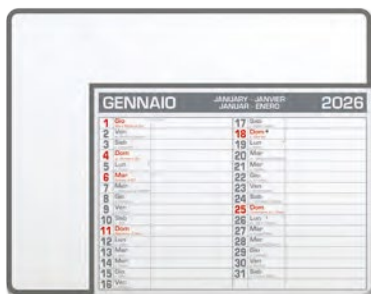 GENNAIO
JANUARY - JANVIER
JANUAR - ENERO
2026
1 Gio
2 Ven
3 Sab
4 Dom
5 Lun
6 Mar
7 Mer
8 Gio
9 Ven
10 Sab
11 Dom
12 Lun
13 Mar
14 Mer
15 Gio
16 Ven
17 Sab
18 Dom
19 Lun
20 Mar
21 Mer
22 Gio
23 Ven
24 Sab
25 Dom
26 Lun
27 Mar
28 Mer
29 Gio
30 Ven
31 Sab